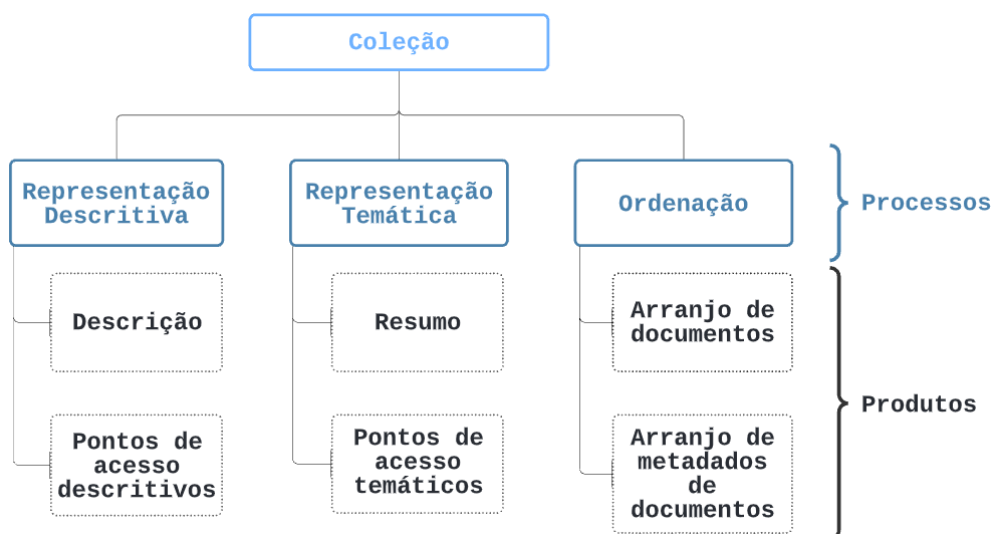 Coleção
Representação
Descritiva
Representação
Temática
Ordenação
Processos
Descrição
Resumo
Arranjo de
documentos
Produtos
Pontos de
acesso
descritivos
Pontos de
acesso
temáticos
Arranjo de
metadados
de
documentos